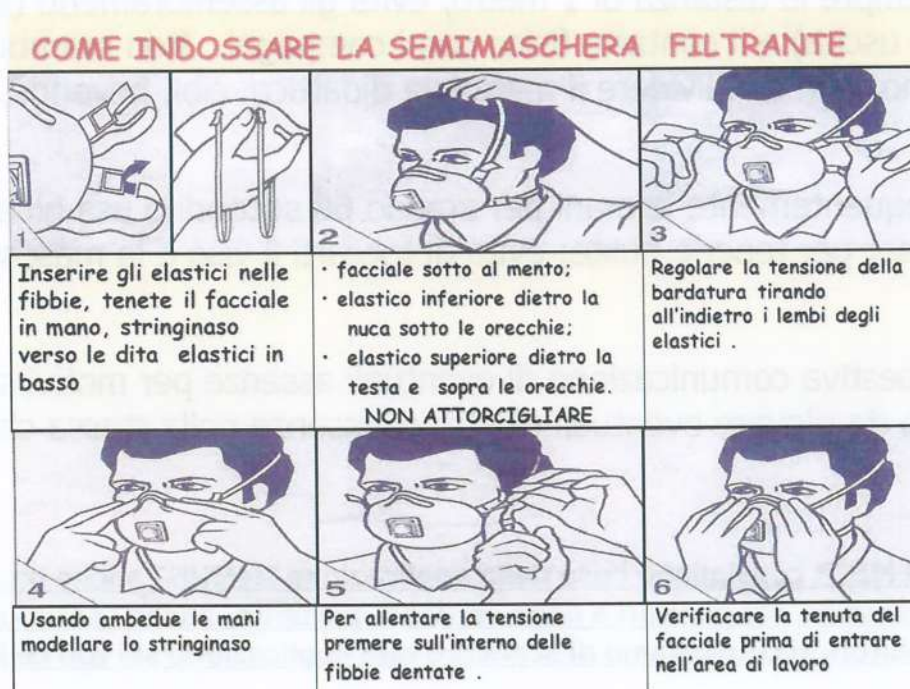 COME INDOSSARE LA SEMIMASCHERA FILTRANTE
Inserire gli elastici nelle
fibbie, tenete il facciale
in mano, stringinaso
verso le dita elastici in
basso
2
· facciale sotto al mento;
· elastico inferiore dietro la
nuca sotto le orecchie;
· elastico superiore dietro la
testa e sopra le orecchie.
NON ATTORCIGLIARE
3
Regolare la tensione della
bardatura tirando
all'indietro i lembi degli
elastici .
4
Usando ambedue le mani
modellare lo stringinaso
5
Per allentare la tensione
premere sull'interno delle
fibbie dentate .
6
Verifiaccare la tenuta del
facciale prima di entrare
nell'area di lavoro